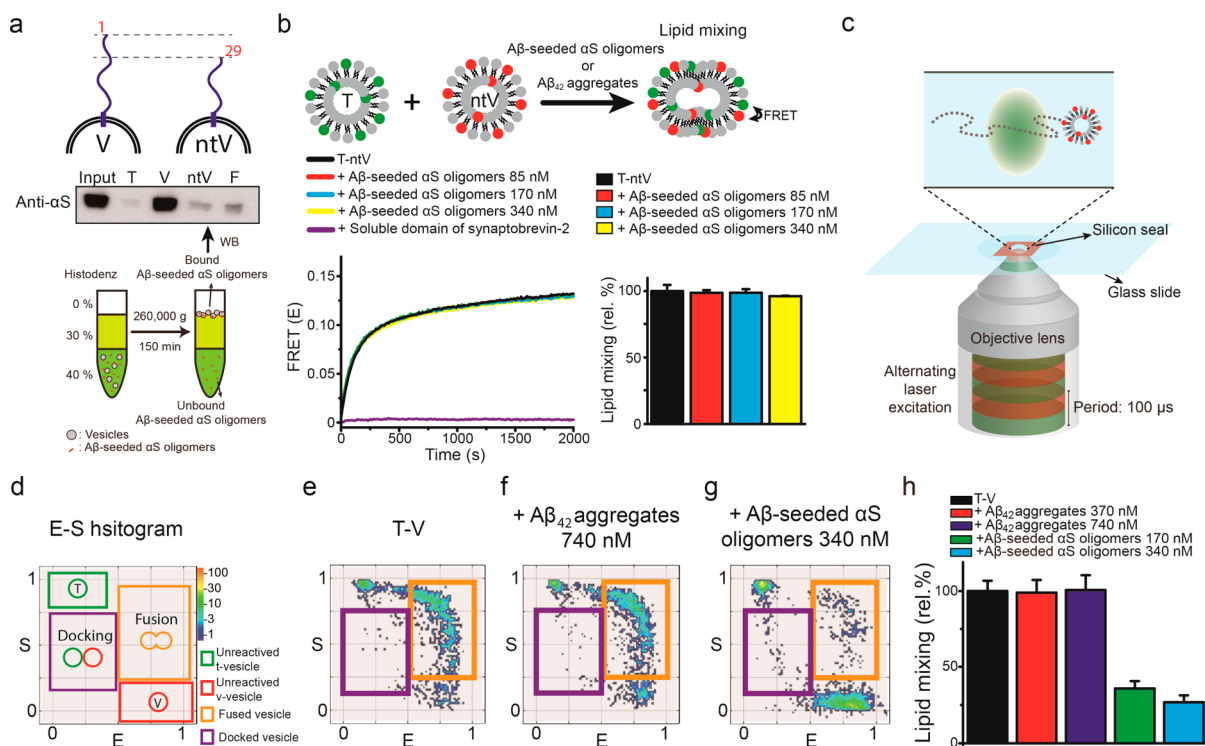 a
1
29
V
ntV
Input T V ntV F
Anti-αS
WB
Bound
Aβ-seeded αS oligomers
Histodenz
0 %
30 %
40 %
260,000 g
150 min
Unbound
Aβ-seeded αS oligomers
: Vesicles
: Aβ-seeded αS oligomers
b
Lipid mixing
Aβ-seeded αS oligomers
or
Aβ42 aggregates
T
+
ntV
FRET
T-ntV
+ Aβ-seeded αS oligomers 85 nM
+ Aβ-seeded αS oligomers 170 nM
+ Aβ-seeded αS oligomers 340 nM
+ Soluble domain of synaptobrevin-2
T-ntV
+ Aβ-seeded αS oligomers 85 nM
+ Aβ-seeded αS oligomers 170 nM
+ Aβ-seeded αS oligomers 340 nM
FRET (E)
0.15
0.10
0.05
0
0 500 1000 1500 2000
Time (s)
Lipid mixing (rel. %)
100
50
0
c
Silicon seal
Glass slide
Objective lens
Alternating
laser
excitation
Period: 100 µs
d
E-S hsitogram
1
S
0
0 E 1
T
Docking
Fusion
V
100
30
10
3
1
Unreactived
t-vesicle
Unreactived
v-vesicle
Fused vesicle
Docked vesicle
e
T-V
1
S
0
0 E 1
f
+ Aβ42 aggregates
740 nM
1
S
0
0 E 1
g
+ Aβ-seeded αS
oligomers 340 nM
1
S
0
0 E 1
h
T-V
+ Aβ42 aggregates 370 nM
+ Aβ42 aggregates 740 nM
+Aβ-seeded αS oligomers 170 nM
+Aβ-seeded αS oligomers 340 nM
Lipid mixing (rel.%)
100
50
0